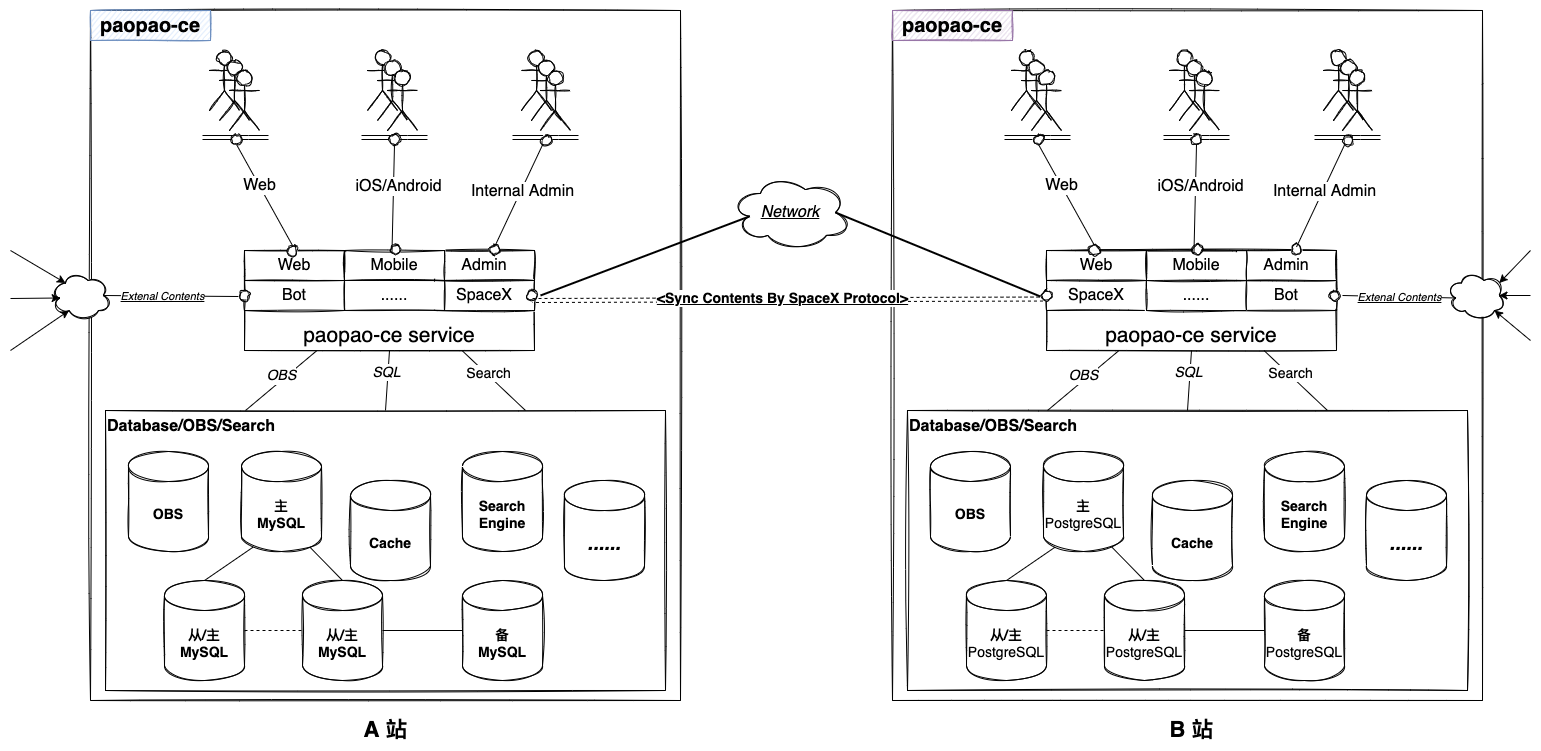 paopao-ce
Web
iOS/Android
Internal Admin
Web
Mobile
Admin
Extenal Contents
Bot
......
SpaceX
paopao-ce service
OBS
SQL
Search
Database/OBS/Search
OBS
主
MySQL
Cache
Search
Engine
......
从/主
MySQL
从/主
MySQL
备
MySQL
A 站
Network
<Sync Contents By SpaceX Protocol>
paopao-ce
Web
iOS/Android
Internal Admin
Web
Mobile
Admin
SpaceX
......
Bot
Extenal Contents
paopao-ce service
OBS
SQL
Search
Database/OBS/Search
OBS
主
PostgreSQL
Cache
Search
Engine
......
从/主
PostgreSQL
从/主
PostgreSQL
备
PostgreSQL
B 站